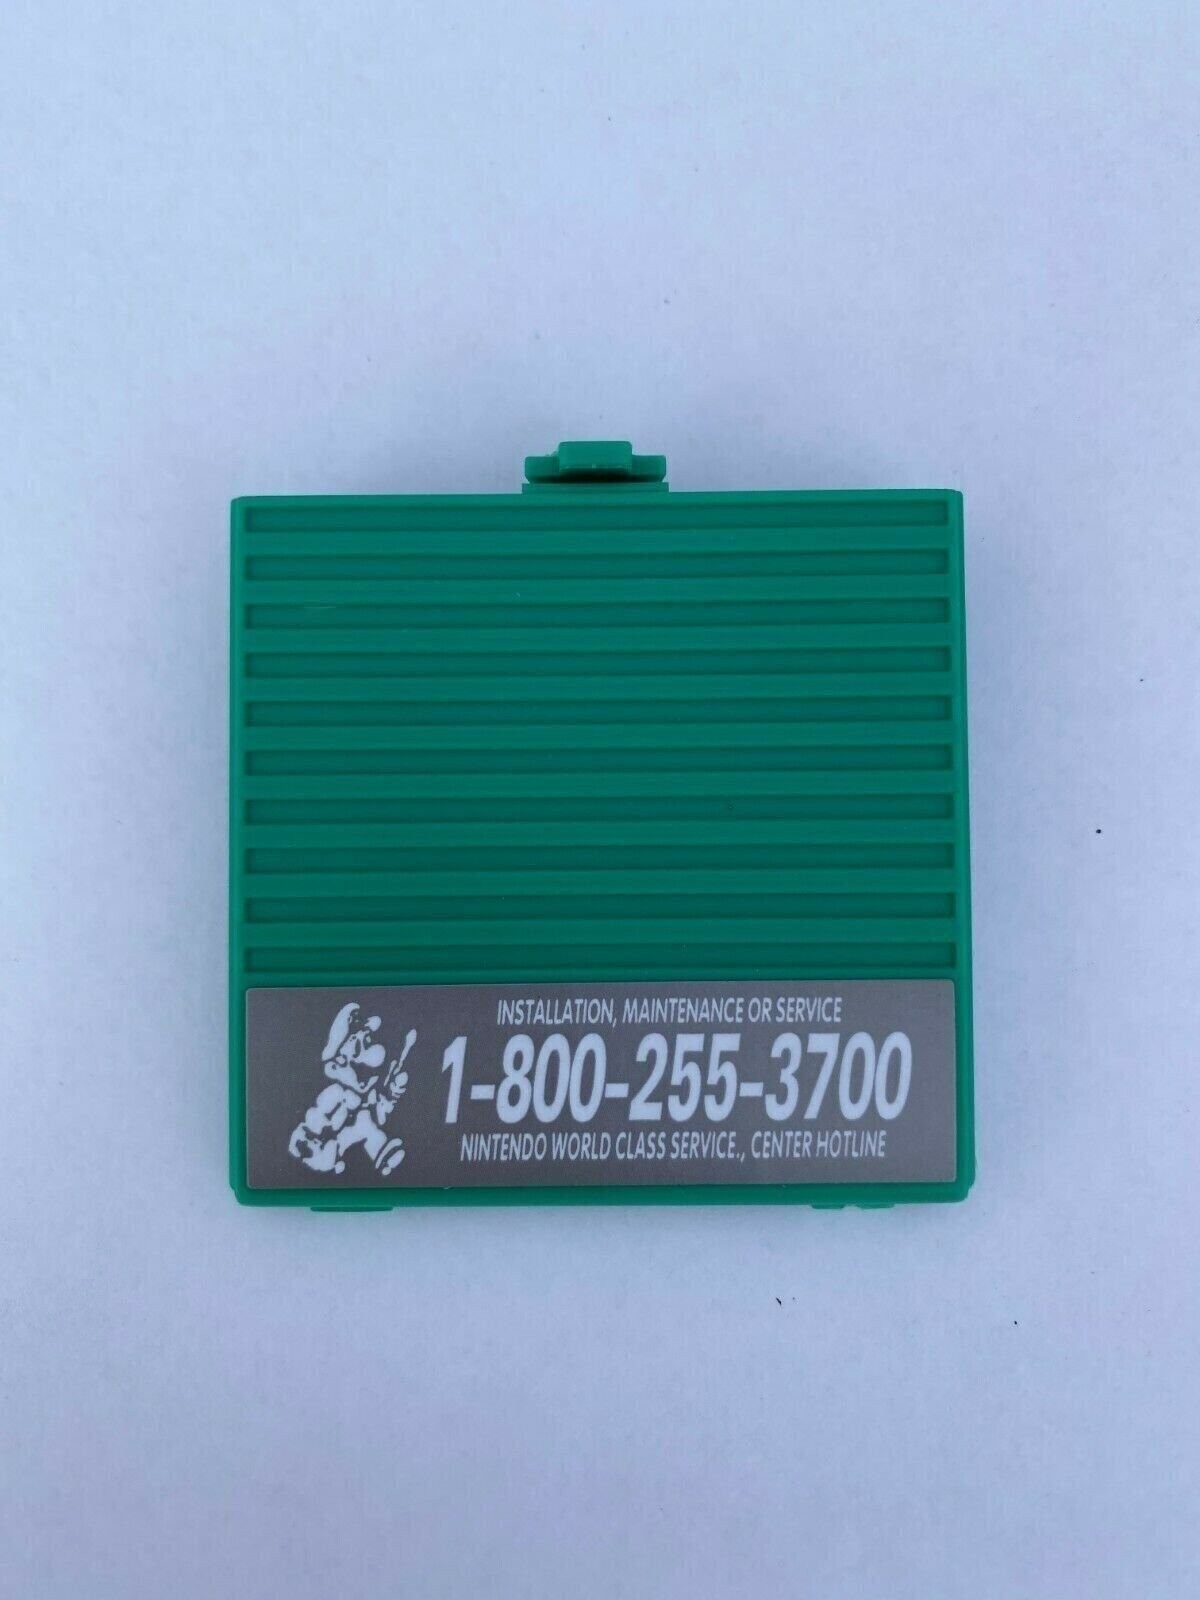 INSTALLATION, MAINTENANCE OR SERVICE
1-800-255-3700
NINTENDO WORLD CLASS SERVICE., CENTER HOTLINE